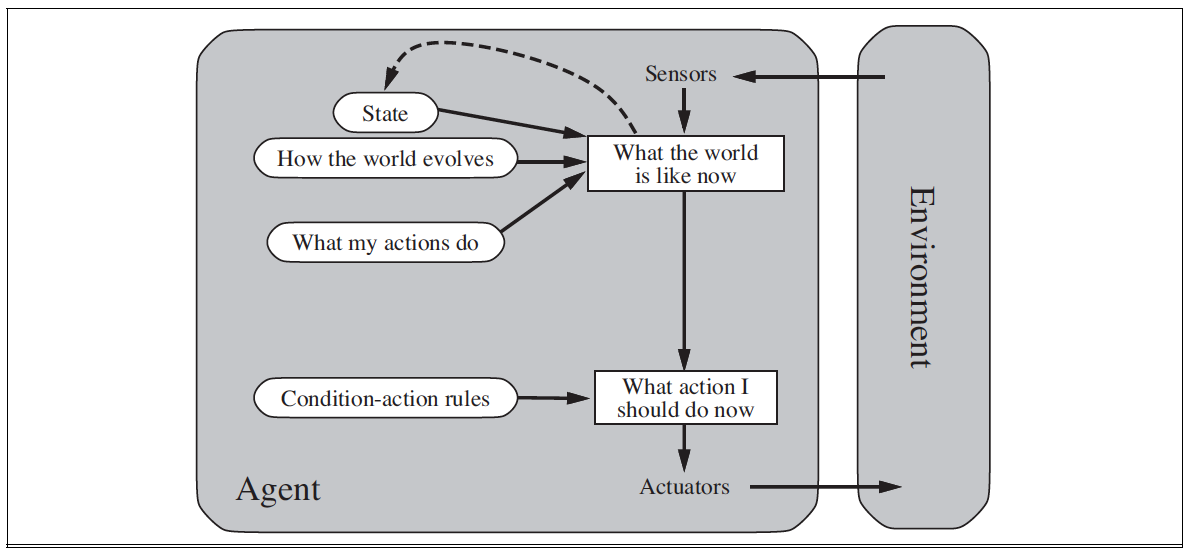 Sensors
State
How the world evolves
What the world
is like now
What my actions do
Environment
Condition-action rules
What action I
should do now
Agent
Actuators